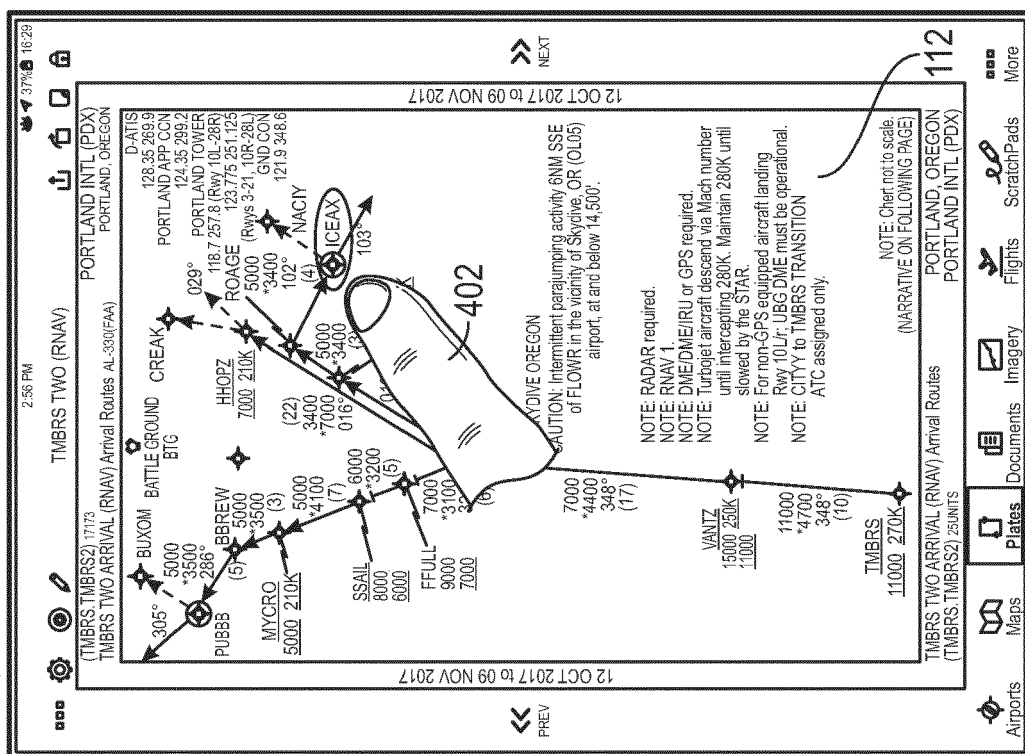 2:56 PM
37% 16:29
TMBRS TWO (RNAV)
(TMBRS.TMBRS2) 17173
TMBRS TWO ARRIVAL (RNAV) Arrival Routes AL-330(FAA)
PORTLAND INTL (PDX)
PORTLAND, OREGON
12 OCT 2017 to 09 NOV 2017
12 OCT 2017 to 09 NOV 2017
PREV
NEXT
D-ATIS
128.35 269.9
PORTLAND APP CCN
124.35 299.2
PORTLAND TOWER
118.7 257.8 (Rwy 10L-28R)
123.775 251.125
(Rwys 3-21, 10R-28L)
GND CON
121.9 348.6
BUXOM
BATTLE GROUND
BTG
CREAK
305°
5000
*3500
286°
(5)
PUBBB
BBREW
5000
*3500
(3)
MYCRO
5000 210K
5000
*4100
(7)
SSAIL
8000
6000
6000
*3200
(5)
FFULL
9000
7000
7000
*3100
(6)
HHOPZ
7000 210K
029°
ROAGE
5000
*3400
102°
(4)
NACIY
ICEAX
103°
(22)
3400
*7000
016°
5000
*3400
402
KYDIVE OREGON
CAUTION: Intermittent parajumping activity 6NM SSE
of FLOWR in the vicinity of Skydive, OR (OL05)
airport, at and below 14,500'.
NOTE: RADAR required.
NOTE: RNAV 1.
NOTE: DME/DME/IRU or GPS required.
NOTE: Turbojet aircraft descend via Mach number
until intercepting 280K. Maintain 280K until
slowed by the STAR.
NOTE: For non-GPS equipped aircraft landing
Rwy 10L/r: UBG DME must be operational.
NOTE: CITYY to TMBRS TRANSITION
ATC assigned only.
7000
*4400
348°
(17)
VANTZ
15000 250K
11000
11000
*4700
348°
(10)
TMBRS
11000 270K
NOTE: Chert not to scale.
(NARRATIVE ON FOLLOWING PAGE)
112
TMBRS TWO ARRIVAL (RNAV) Arrival Routes
(TMBRS.TMBRS2) 25UNITS
PORTLAND, OREGON
PORTLAND INTL (PDX)
Airports
Maps
Plates
Documents
Imagery
Flights
ScratchPads
More